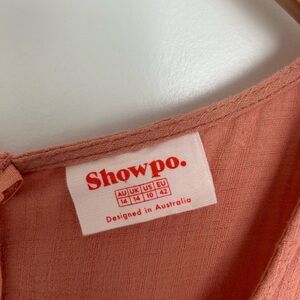 Showpo.
AU UK US EU
14 14 10 42
Designed in Australia